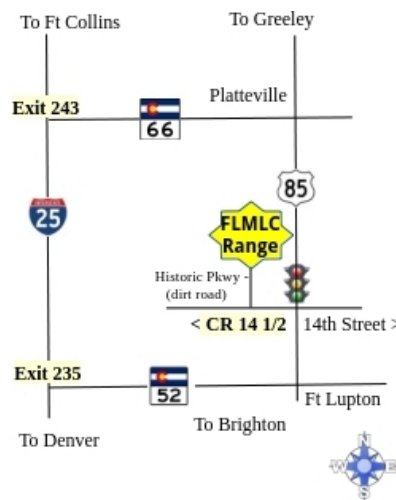 To Ft Collins
To Greeley
Exit 243
Platteville
66
85
INTERSTATE
25
FLMLC
Range
Historic Pkwy -
(dirt road)
< CR 14 1/2
14th Street >
Exit 235
52
Ft Lupton
To Brighton
To Denver
N
W E
S